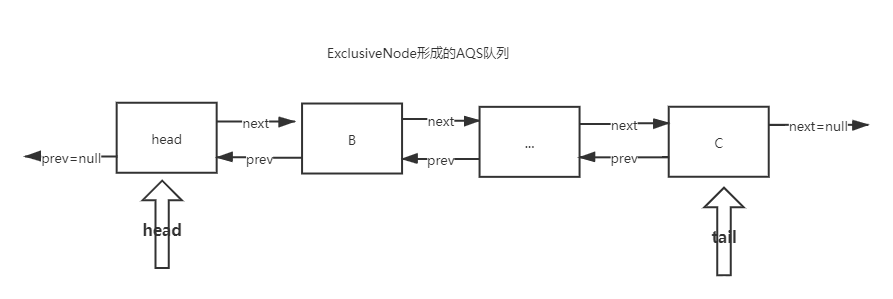 ExclusiveNode形成的AQS队列
head
B
...
C
next
next
next
next=null
prev=null
prev
prev
prev
head
tail